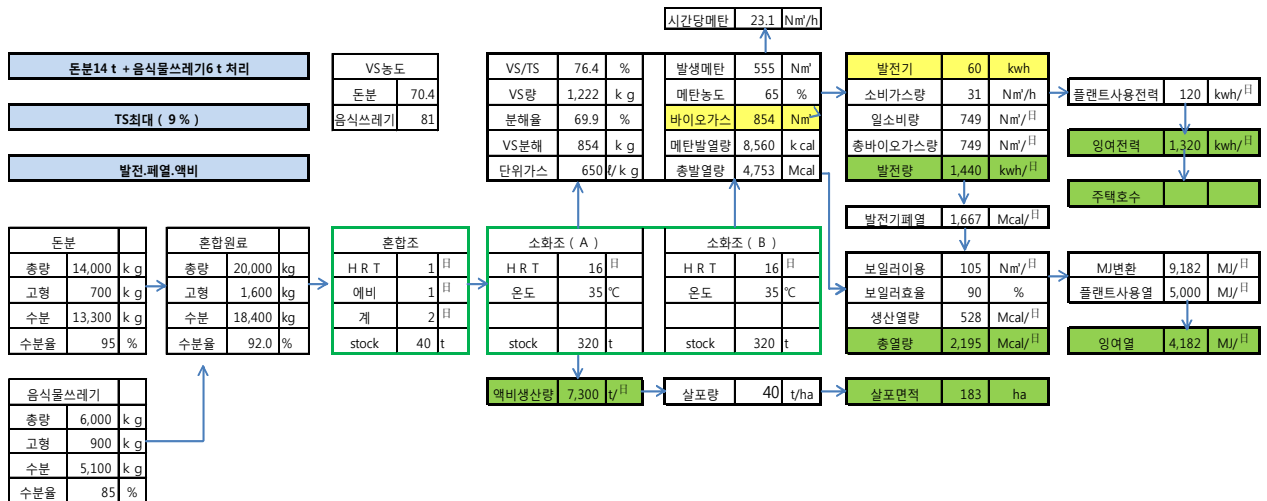 시간당메탄 23.1 N㎥/h
돈분14 t + 음식물쓰레기6 t 처리
TS최대 ( 9 % )
발전.폐열.액비
VS농도
돈분 70.4
음식쓰레기 81
VS/TS 76.4 %
VS량 1,222 k g
분해율 69.9 %
VS분해 854 k g
단위가스 650 ℓ/ k g
발생메탄 555 N㎥
메탄농도 65 %
바이오가스 854 N㎥
메탄발열량 8,560 k cal
총발열량 4,753 Mcal
발전기 60 kwh
소비가스량 31 N㎥/h
일소비량 749 N㎥/日
총바이오가스량 749 N㎥/日
발전량 1,440 kwh/日
플랜트사용전력 120 kwh/日
잉여전력 1,320 kwh/日
주택호수
발전기폐열 1,667 Mcal/日
돈분
총량 14,000 k g
고형 700 k g
수분 13,300 k g
수분율 95 %
혼합원료
총량 20,000 kg
고형 1,600 kg
수분 18,400 kg
수분율 92.0 %
혼합조
H R T 1 日
예비 1 日
계 2 日
stock 40 t
소화조 ( A )
H R T 16 日
온도 35 ℃
stock 320 t
소화조 ( B )
H R T 16 日
온도 35 ℃
stock 320 t
보일러이용 105 N㎥/日
보일러효율 90 %
생산열량 528 Mcal/日
총열량 2,195 Mcal/日
MJ변환 9,182 MJ/日
플랜트사용열 5,000 MJ/日
잉여열 4,182 MJ/日
액비생산량 7,300 t/日
살포량 40 t/ha
살포면적 183 ha
음식물쓰레기
총량 6,000 k g
고형 900 k g
수분 5,100 k g
수분율 85 %